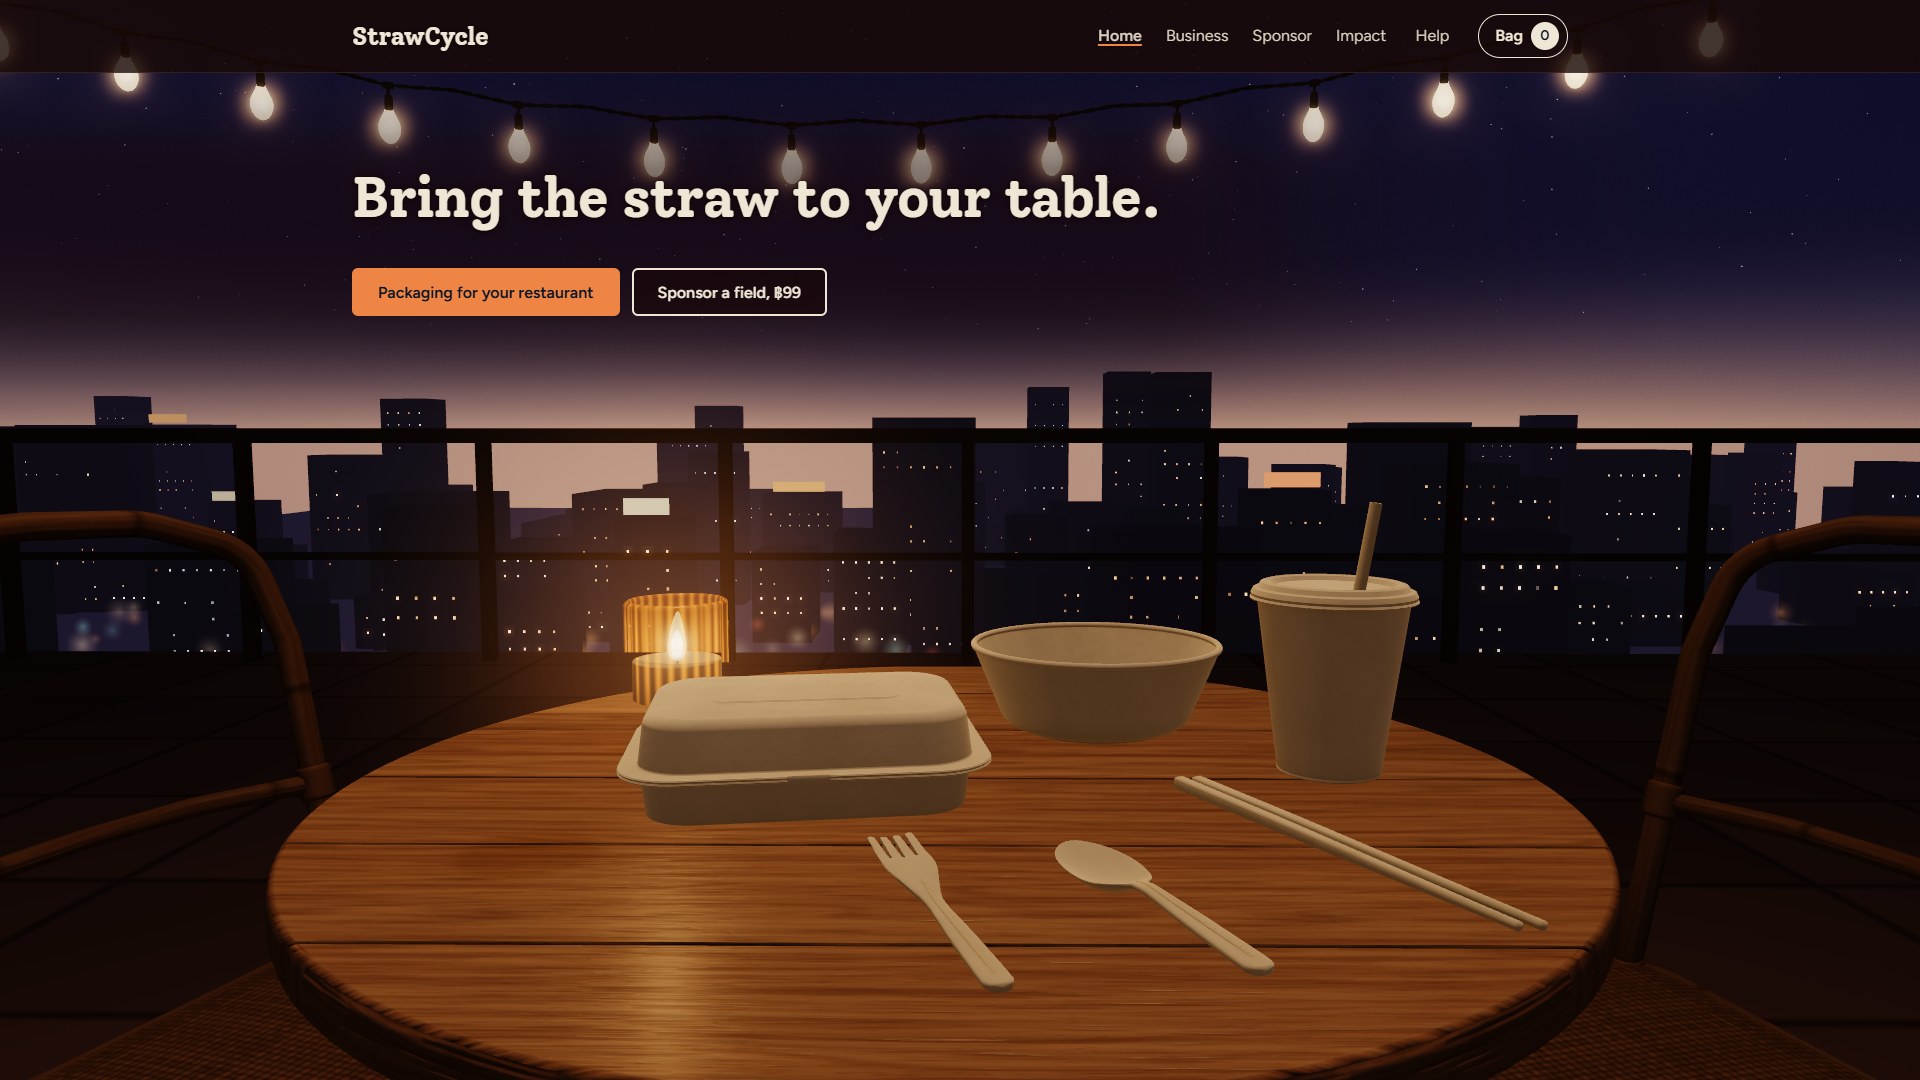 StrawCycle
Home Business Sponsor Impact Help Bag 0
Bring the straw to your table.
Packaging for your restaurant Sponsor a field, ฿99